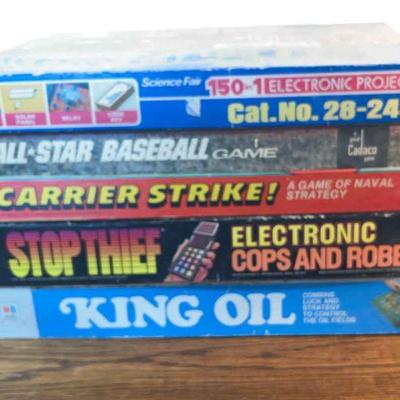 Science Fair 150 in 1 ELECTRONIC PROJEC
SOLAR PANEL
RELAY
Cat.No. 28-24
ALL★STAR BASEBALL GAME
a great
Cadaco
game
CARRIER STRIKE!
A GAME OF NAVAL
STRATEGY
STOP THIEF
ELECTRONIC
COPS AND ROBB
KING OIL
COMBINE
LUCK AND
STRATEGY
TO CONTROL
THE OIL FIELDS